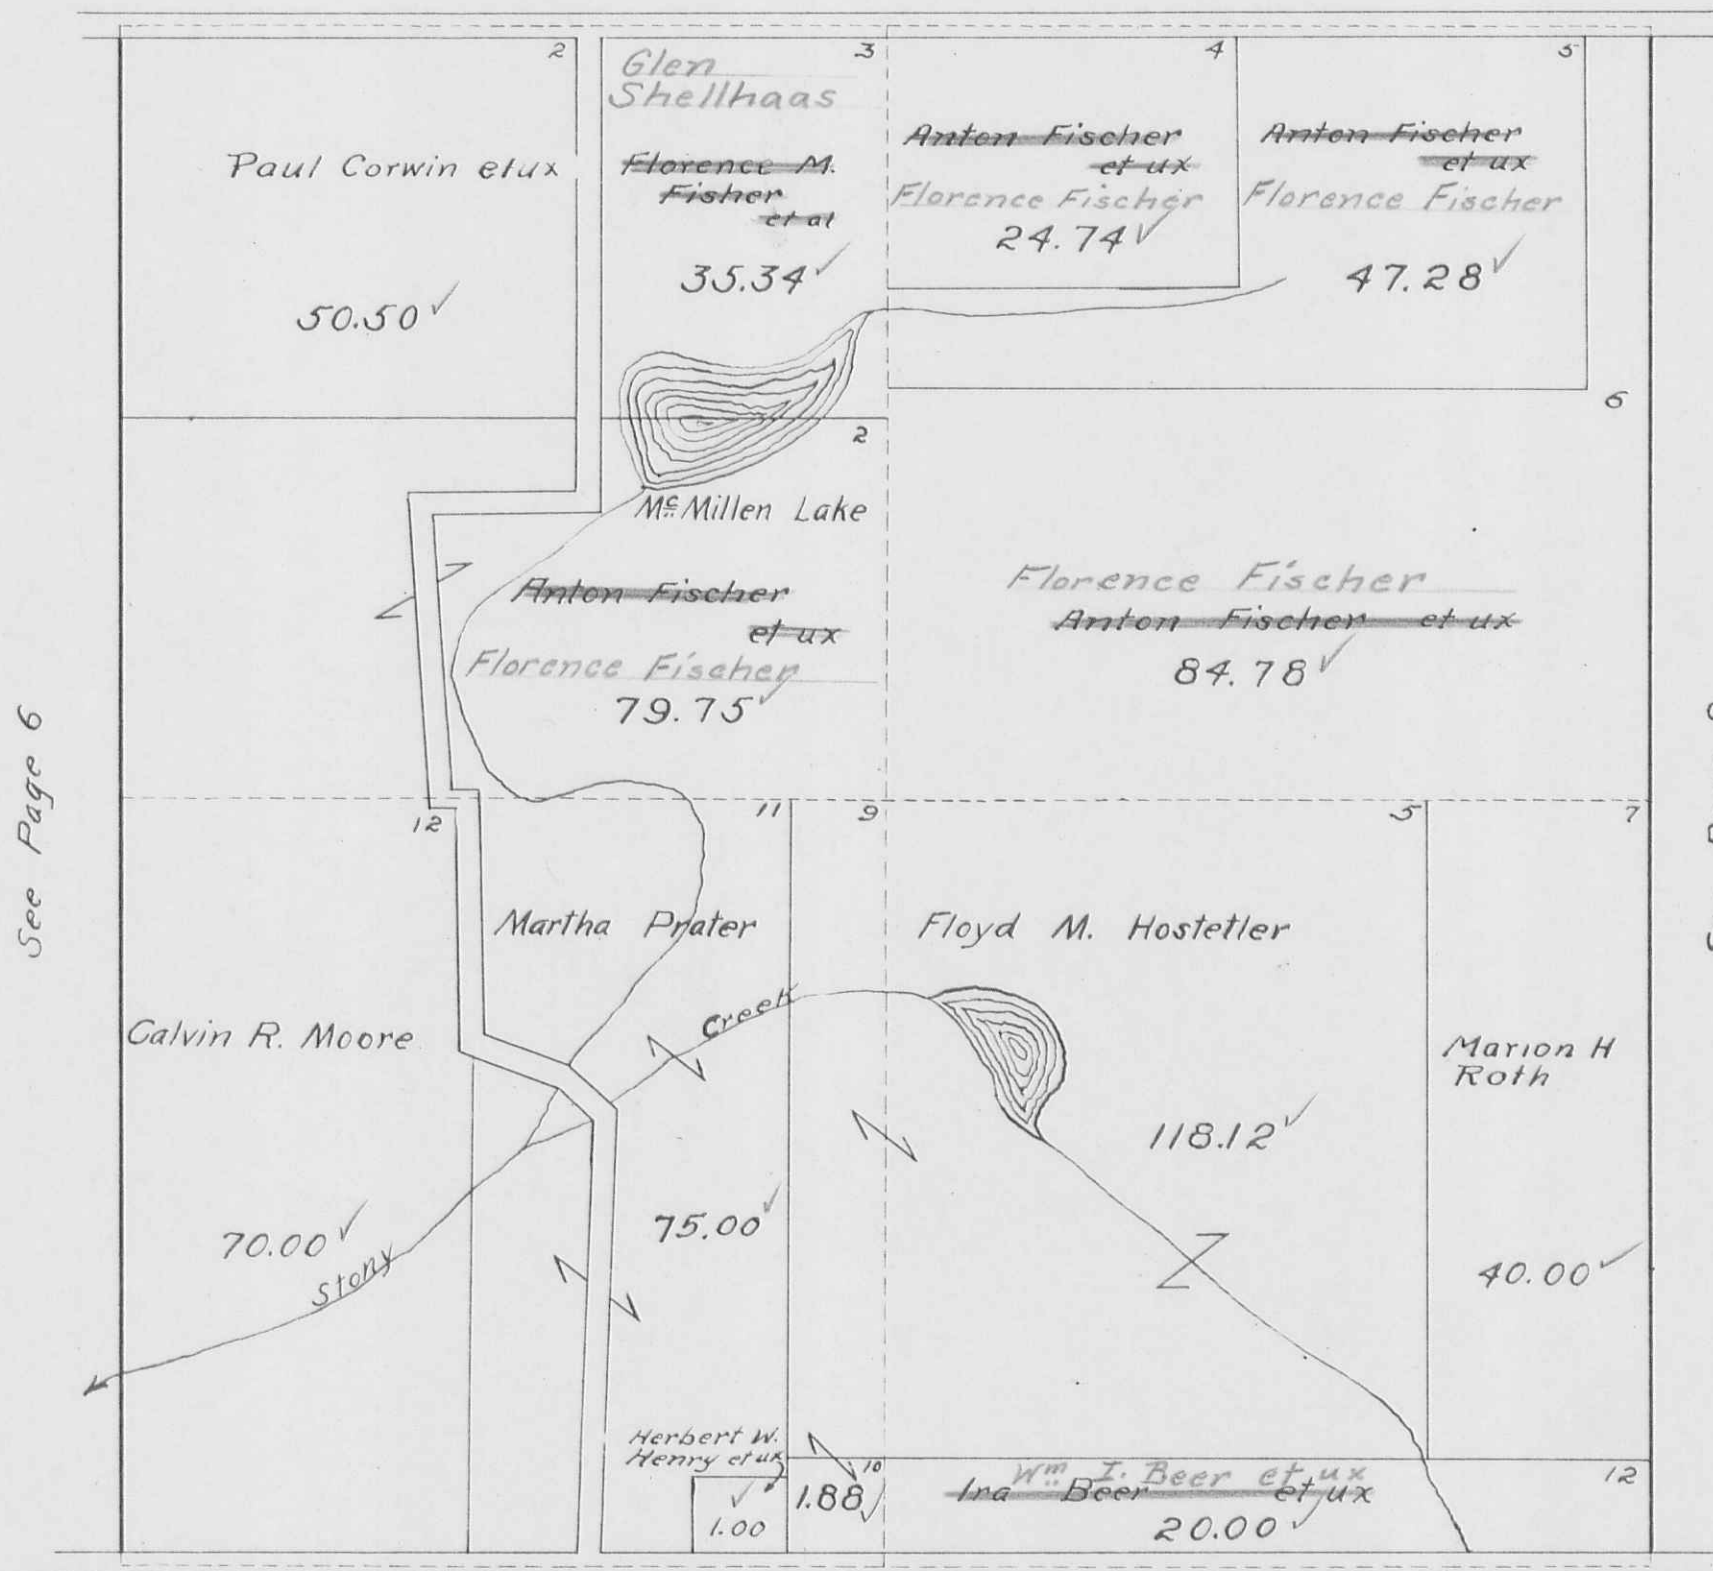 2
3
4
5
Glen
Shellhaas
Paul Corwin et ux
50.50
Florence M.
Fisher
et al
35.34
Anton Fischer
et ux
Florence Fischer
24.74
Anton Fischer
et ux
Florence Fischer
47.28
6
2
Mc Millen Lake
Anton Fischer
et ux
Florence Fischer
79.75
Florence Fischer
Anton Fischer et ux
84.78
See Page 6
12
11
9
5
7
Martha Prater
Floyd M. Hostetler
Creek
Calvin R. Moore
Marion H
Roth
118.12
75.00
70.00
Stony
40.00
Herbert W.
Henry et ux
1.00
10
1.88
Wm I. Beer et ux
Ira Beer et ux
20.00
12